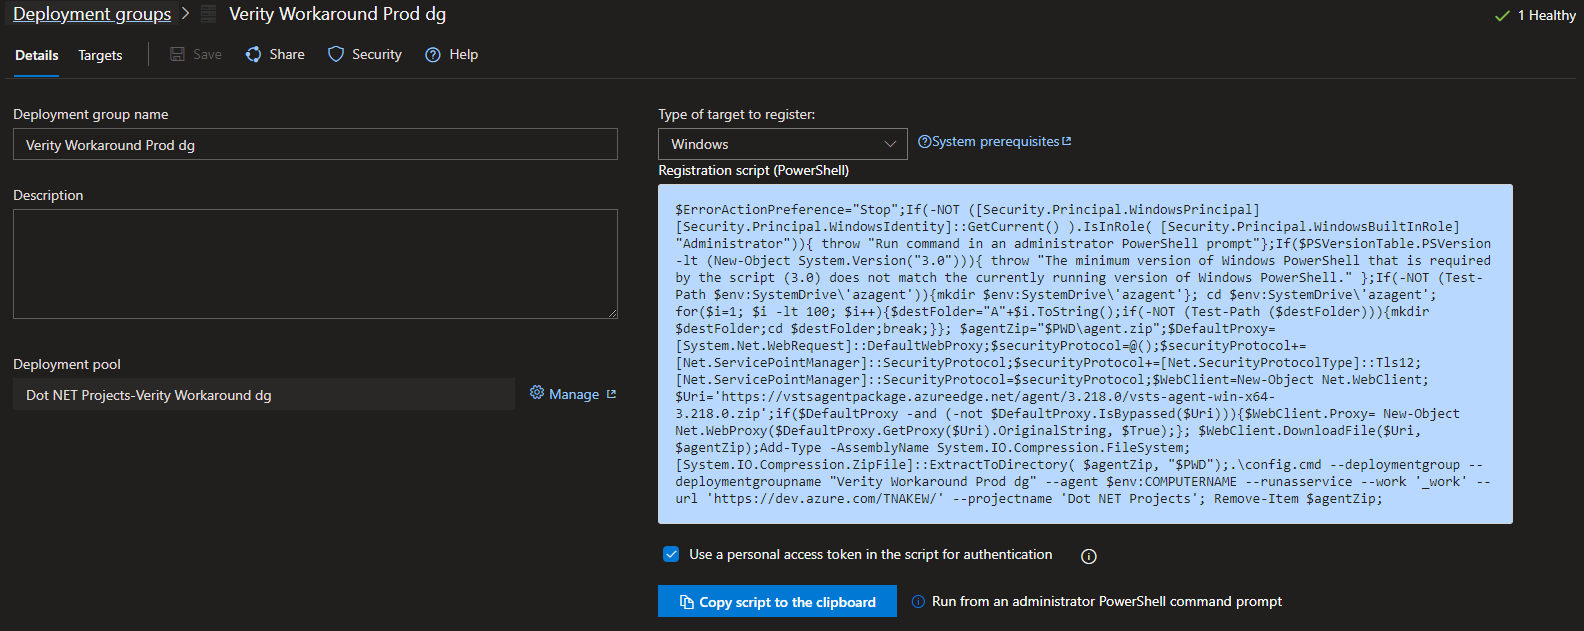 Deployment groups > Verity Workaround Prod dg
1 Healthy
Details Targets Save Share Security Help
Deployment group name
Verity Workaround Prod dg
Description
Deployment pool
Dot NET Projects-Verity Workaround dg
Manage
Type of target to register:
Windows
System prerequisites
Registration script (PowerShell)
$ErrorActionPreference="Stop";If(-NOT ([Security.Principal.WindowsPrincipal]
[Security.Principal.WindowsIdentity]::GetCurrent() ).IsInRole( [Security.Principal.WindowsBuiltInRole]
"Administrator")){ throw "Run command in an administrator PowerShell prompt"};If($PSVersionTable.PSVersion
-lt (New-Object System.Version("3.0"))){ throw "The minimum version of Windows PowerShell that is required
by the script (3.0) does not match the currently running version of Windows PowerShell." };If(-NOT (Test-
Path $env:SystemDrive\'azagent')){mkdir $env:SystemDrive\'azagent'}; cd $env:SystemDrive\'azagent';
for($i=1; $i -lt 100; $i++){$destFolder="A"+$i.ToString();if(-NOT (Test-Path ($destFolder))){mkdir
$destFolder;cd $destFolder;break;}}; $agentZip="$PWD\agent.zip";$DefaultProxy=
[System.Net.WebRequest]::DefaultWebProxy;$securityProtocol=@();$securityProtocol+=
[Net.ServicePointManager]::SecurityProtocol;$securityProtocol+=[Net.SecurityProtocolType]::Tls12;
[Net.ServicePointManager]::SecurityProtocol=$securityProtocol;$WebClient=New-Object Net.WebClient;
$Uri='https://vstsagentpackage.azureedge.net/agent/3.218.0/vsts-agent-win-x64-
3.218.0.zip';if($DefaultProxy -and (-not $DefaultProxy.IsBypassed($Uri))){$WebClient.Proxy= New-Object
Net.WebProxy($DefaultProxy.GetProxy($Uri).OriginalString, $True);}; $WebClient.DownloadFile($Uri,
$agentZip);Add-Type -AssemblyName System.IO.Compression.FileSystem;
[System.IO.Compression.ZipFile]::ExtractToDirectory( $agentZip, "$PWD");.\config.cmd --deploymentgroup --
deploymentgroupname "Verity Workaround Prod dg" --agent $env:COMPUTERNAME --runasservice --work '_work' --
url 'https://dev.azure.com/TNAKEW/' --projectname 'Dot NET Projects'; Remove-Item $agentZip;
Use a personal access token in the script for authentication
Copy script to the clipboard
Run from an administrator PowerShell command prompt